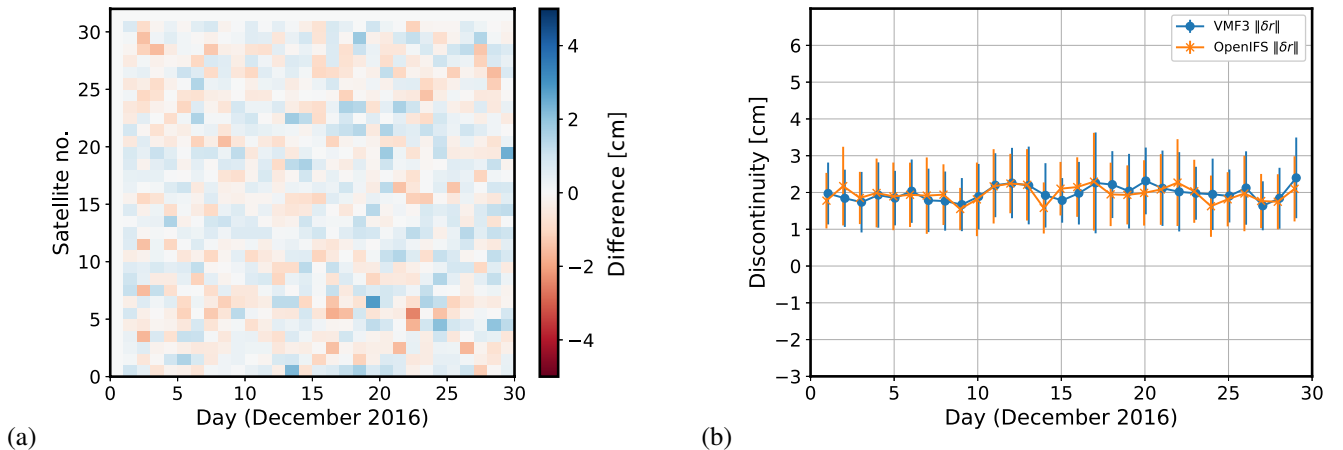 30
25
20
15
10
5
0
Satellite no.
0 5 10 15 20 25 30
Day (December 2016)
4
2
0
−2
−4
Difference [cm]
(a)
VMF3 ‖δr‖
OpenIFS ‖δr‖
6
5
4
3
2
1
0
−1
−2
−3
Discontinuity [cm]
0 5 10 15 20 25 30
Day (December 2016)
(b)